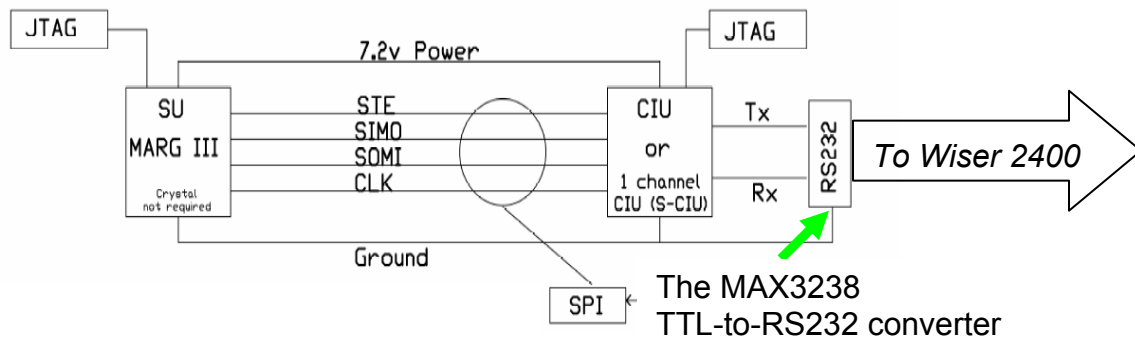 JTAG
JTAG
7.2v Power
SU
MARG III
Crystal
not required
STE
SIMO
SOMI
CLK
CIU
or
1 channel
CIU (S-CIU)
Tx
Rx
RS232
To Wiser 2400
Ground
SPI
The MAX3238
TTL-to-RS232 converter